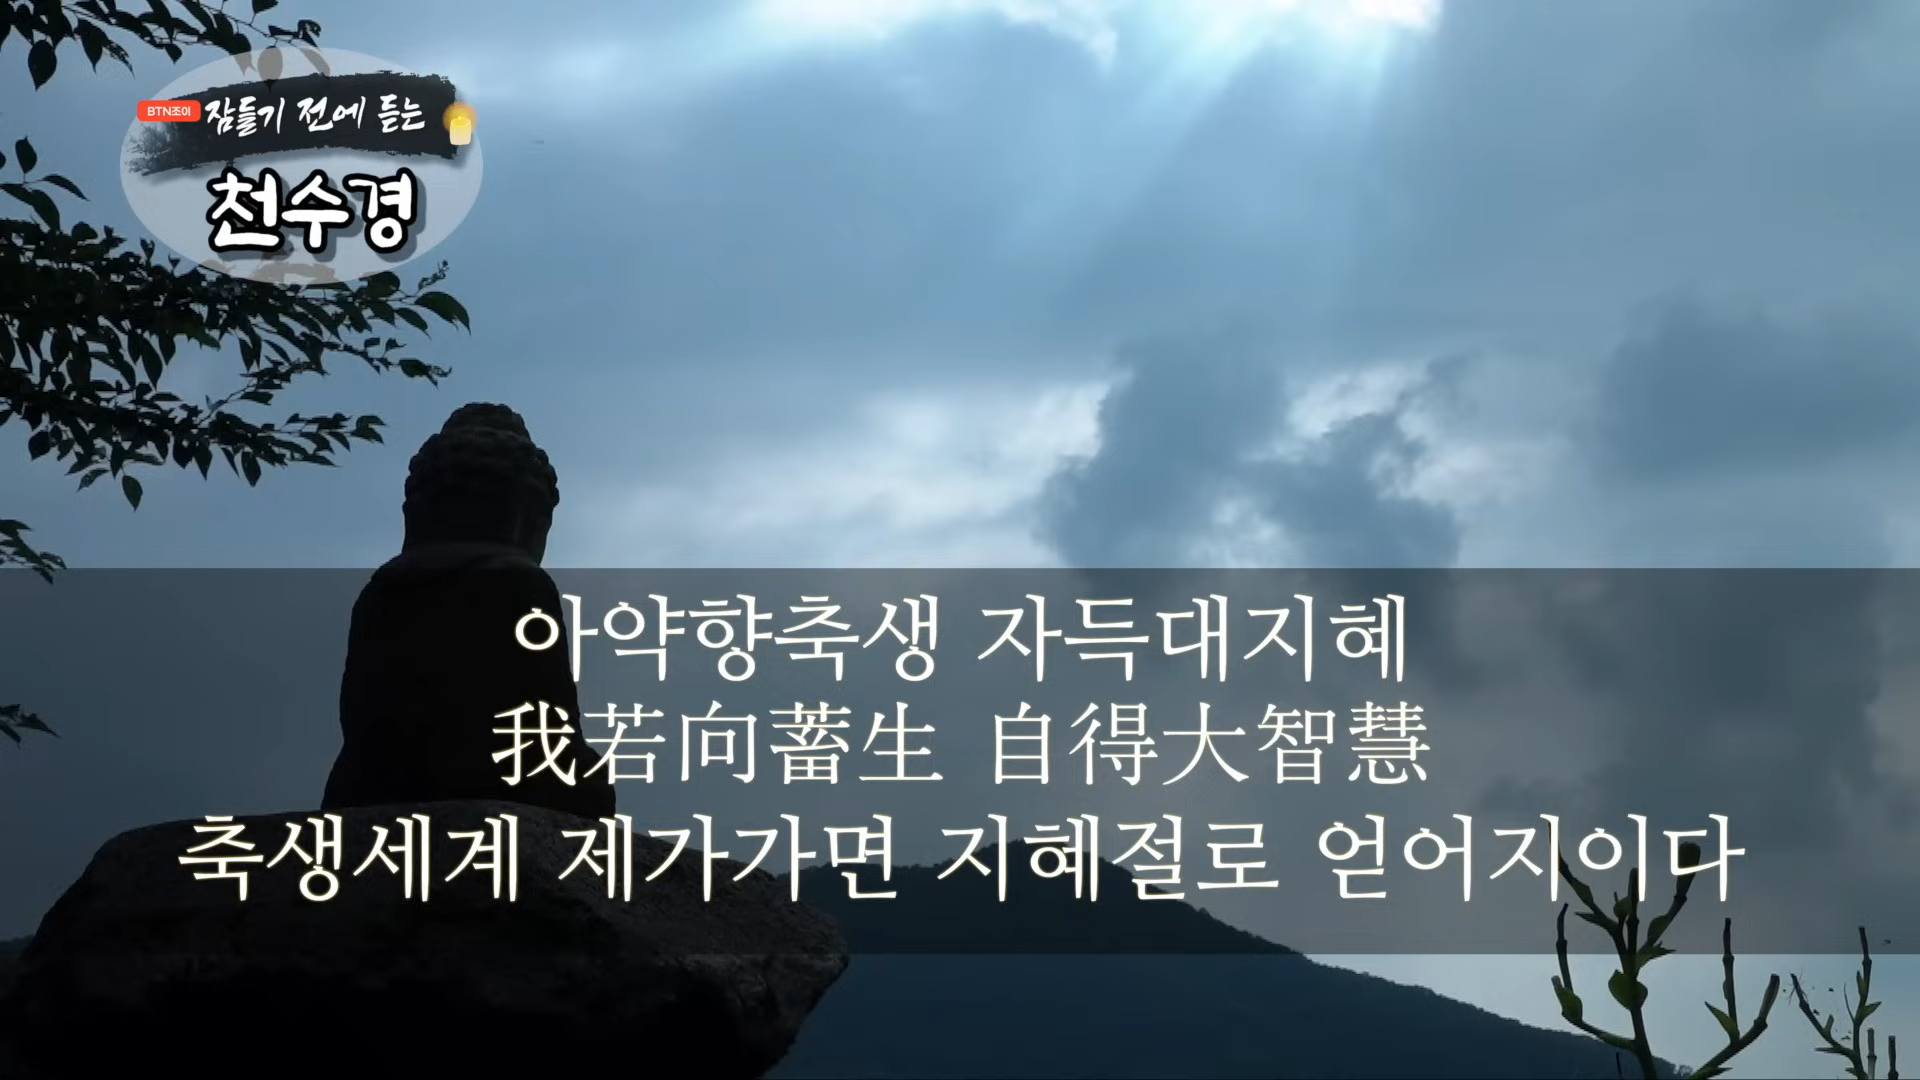 BTN조이
잠들기 전에 듣는
천수경
아약향축생 자득대지혜
我若向蓄生 自得大智慧
축생세계 제가가면 지혜절로 얻어지이다